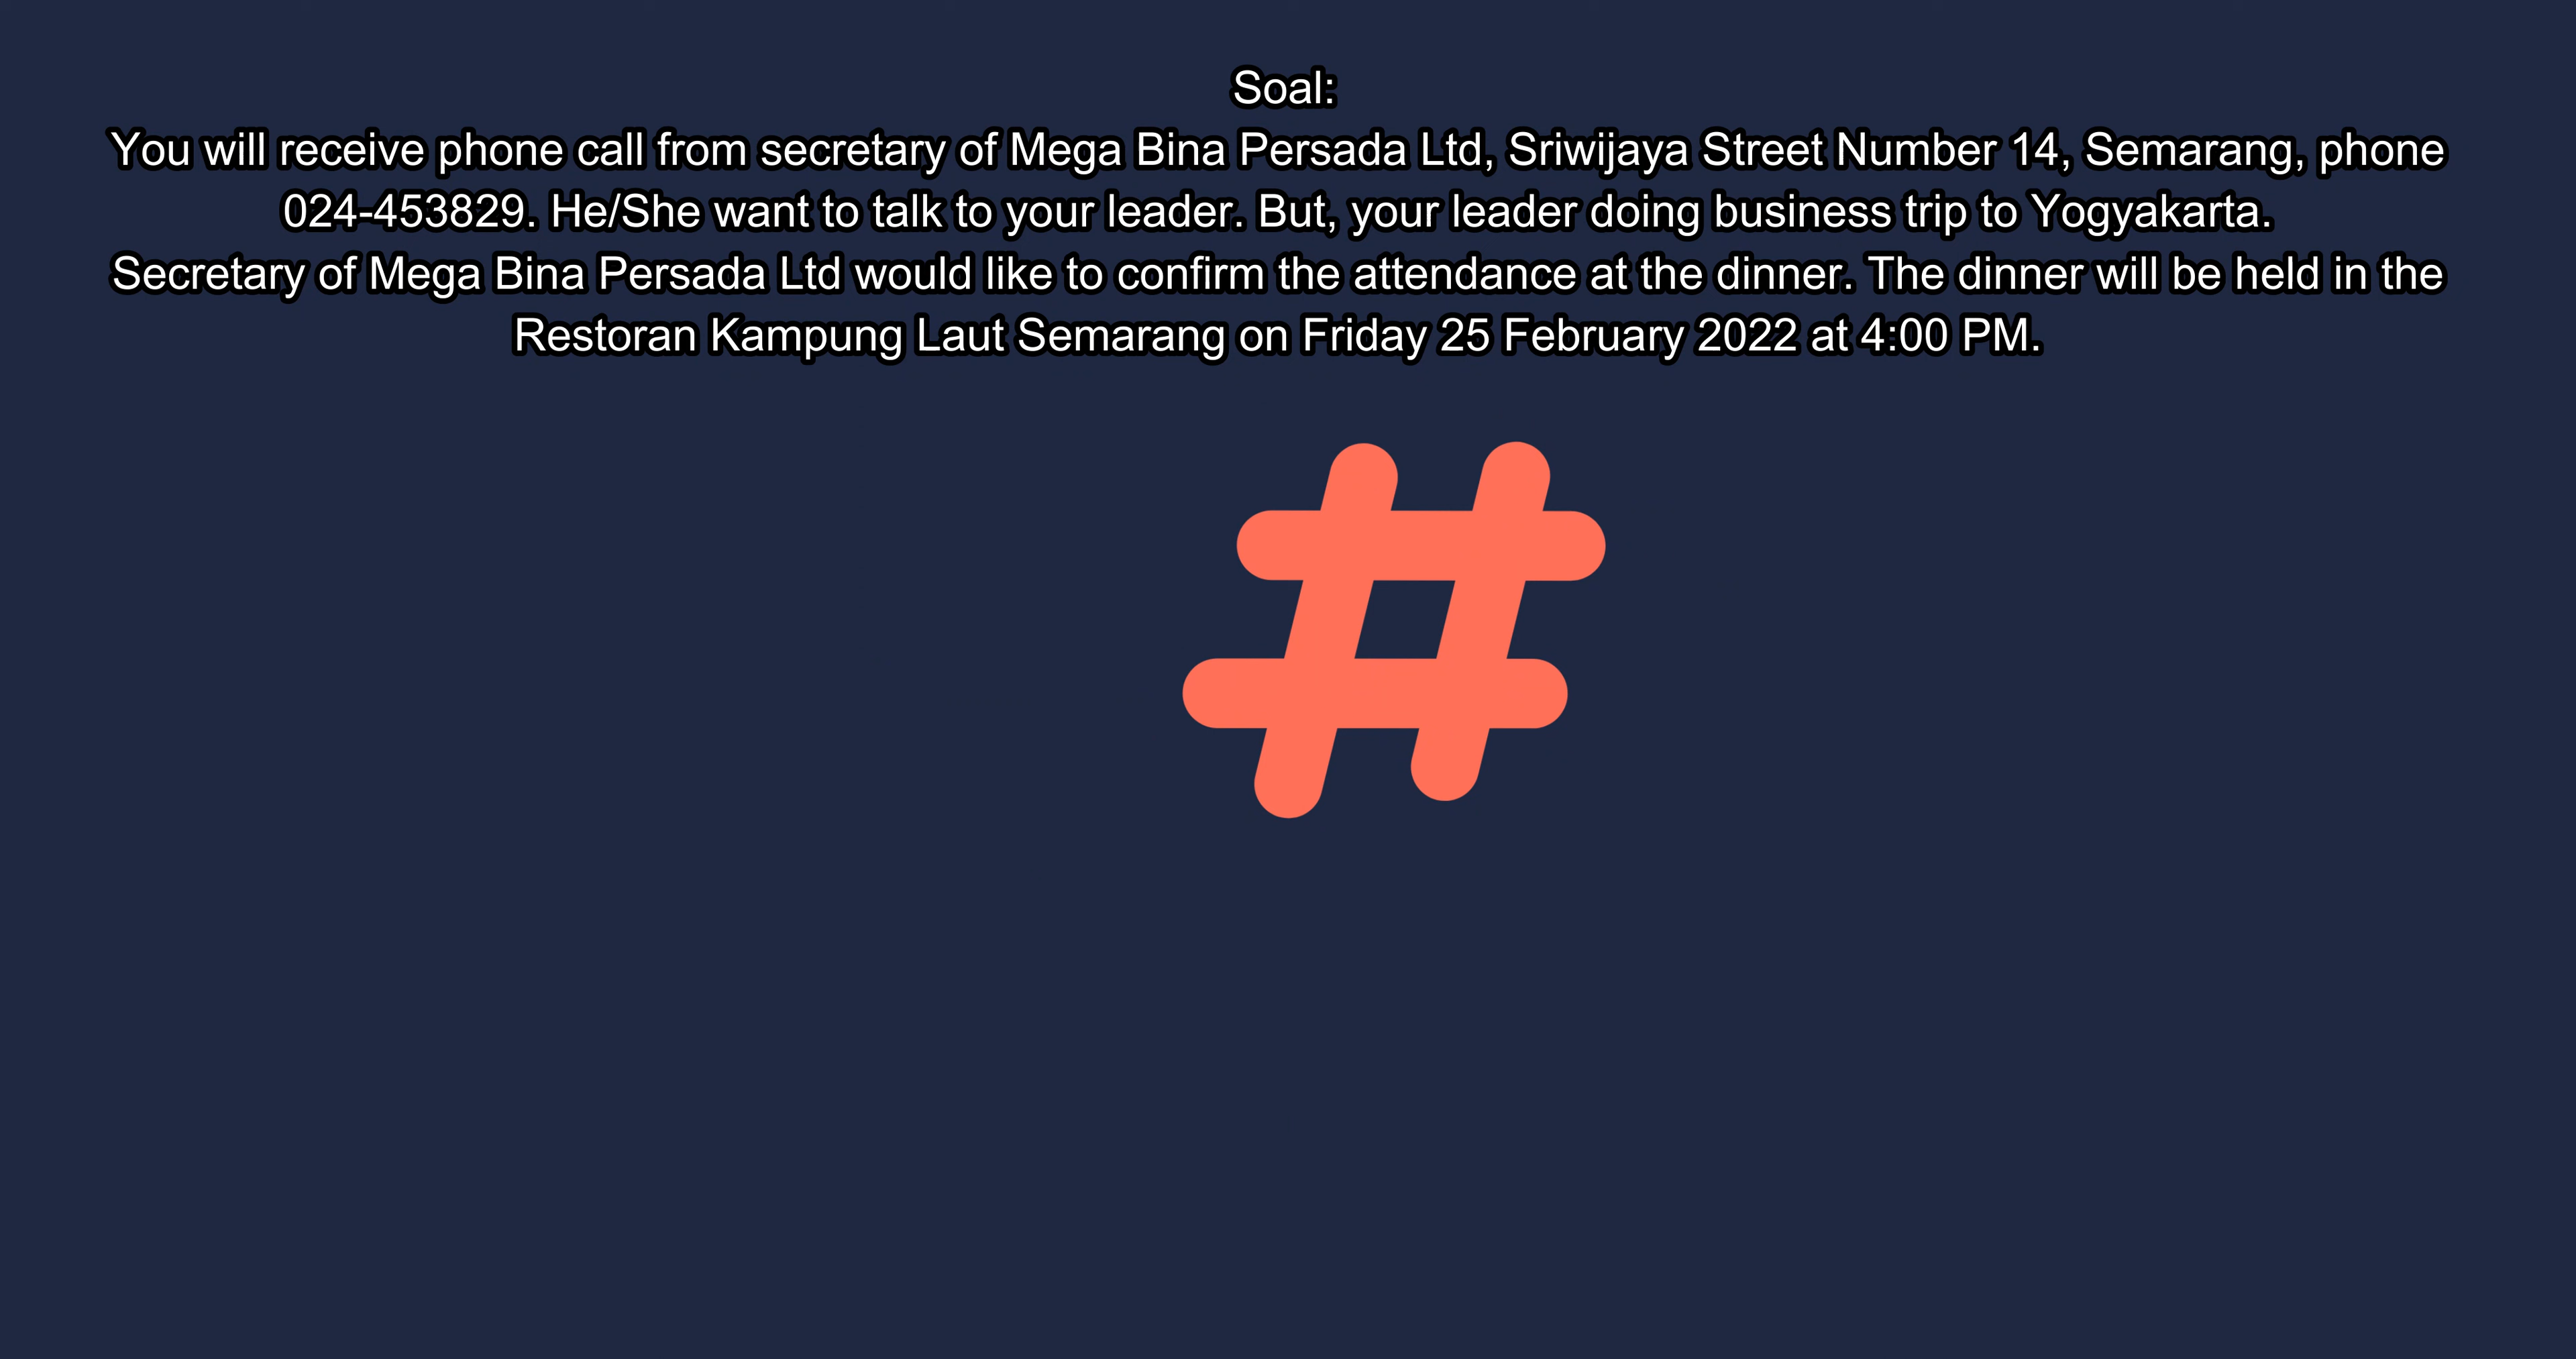 Soal:
You will receive phone call from secretary of Mega Bina Persada Ltd, Sriwijaya Street Number 14, Semarang, phone
024-453829. He/She want to talk to your leader. But, your leader doing business trip to Yogyakarta.
Secretary of Mega Bina Persada Ltd would like to confirm the attendance at the dinner. The dinner will be held in the
Restoran Kampung Laut Semarang on Friday 25 February 2022 at 4:00 PM.
#